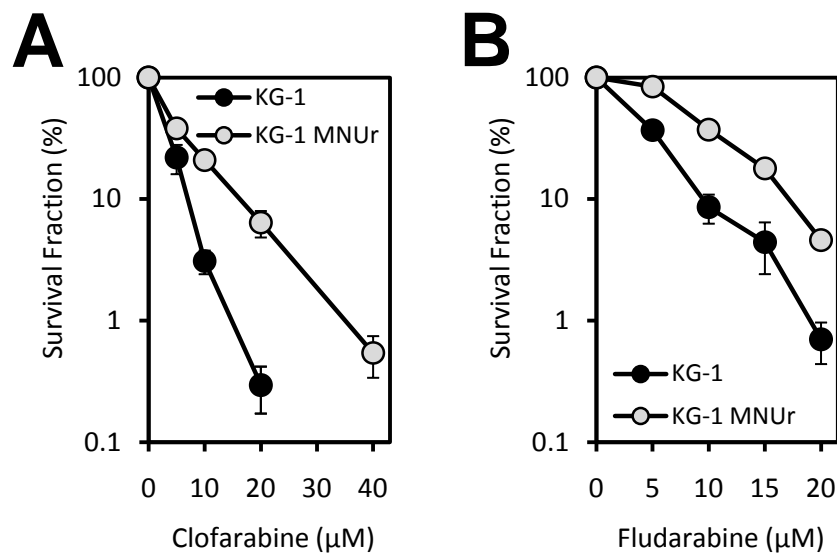 A
B
Survival Fraction (%)
100
10
1
0.1
KG-1
KG-1 MNUr
0 10 20 30 40
Clofarabine (µM)
Survival Fraction (%)
100
10
1
0.1
KG-1
KG-1 MNUr
0 5 10 15 20
Fludarabine (µM)